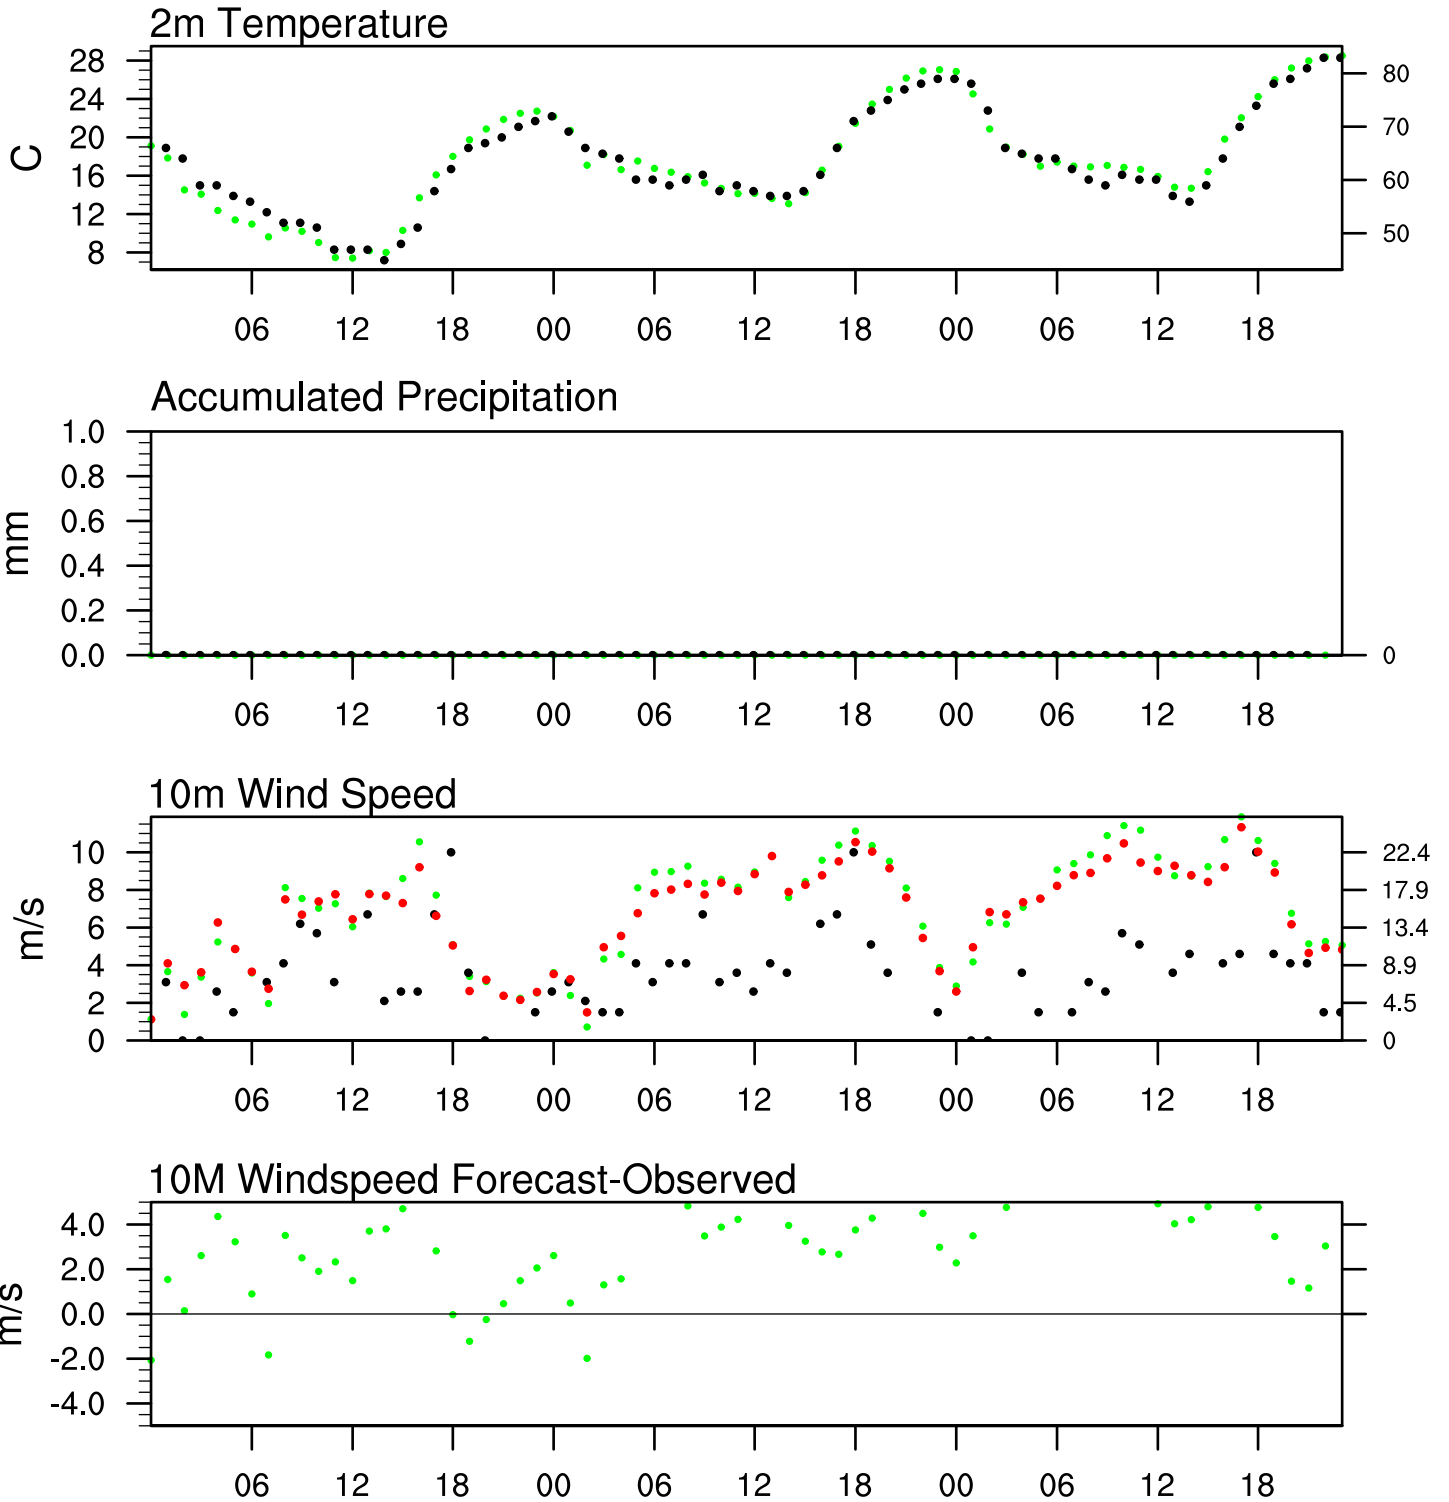 2m Temperature
28
24
20
16
12
8
C
80
70
60
50
06 12 18 00 06 12 18 00 06 12 18
Accumulated Precipitation
1.0
0.8
0.6
0.4
0.2
0.0
mm
0
06 12 18 00 06 12 18 00 06 12 18
10m Wind Speed
10
8
6
4
2
0
m/s
22.4
17.9
13.4
8.9
4.5
0
06 12 18 00 06 12 18 00 06 12 18
10M Windspeed Forecast-Observed
4.0
2.0
0.0
-2.0
-4.0
m/s
06 12 18 00 06 12 18 00 06 12 18